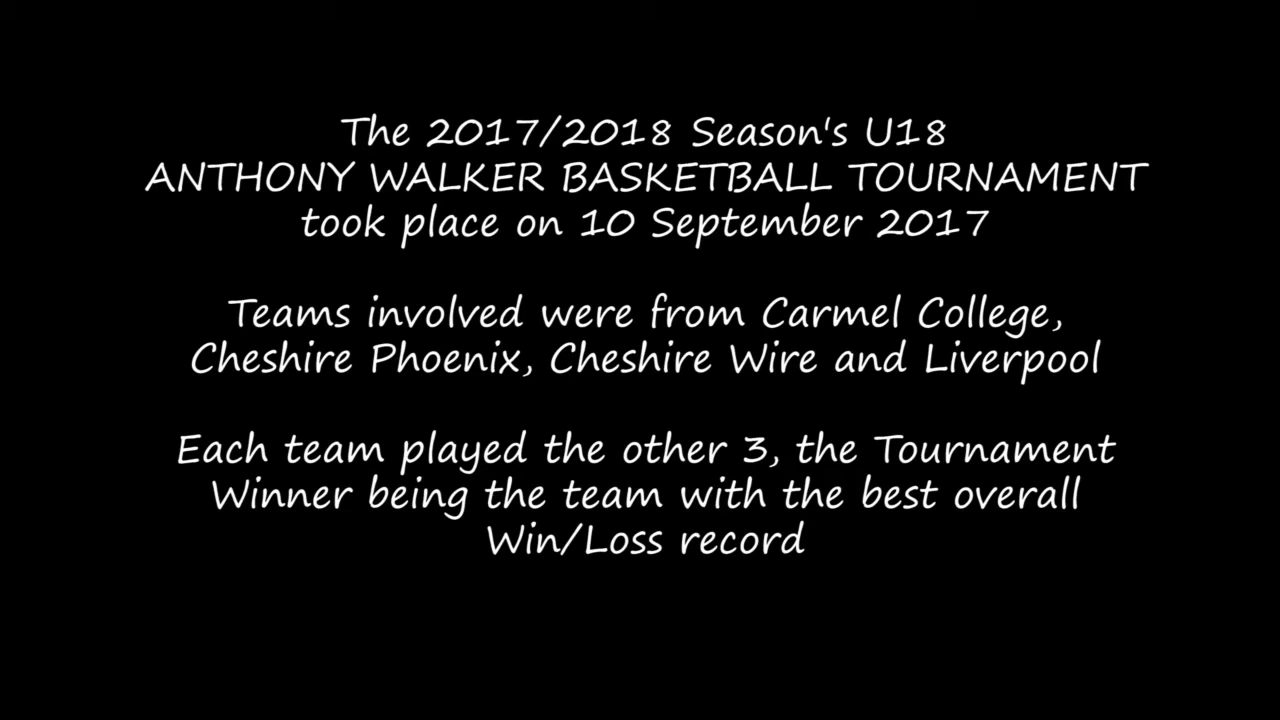 The 2017/2018 Season's U18
ANTHONY WALKER BASKETBALL TOURNAMENT
took place on 10 September 2017
Teams involved were from Carmel College,
Cheshire Phoenix, Cheshire Wire and Liverpool
Each team played the other 3, the Tournament
Winner being the team with the best overall
Win/Loss record